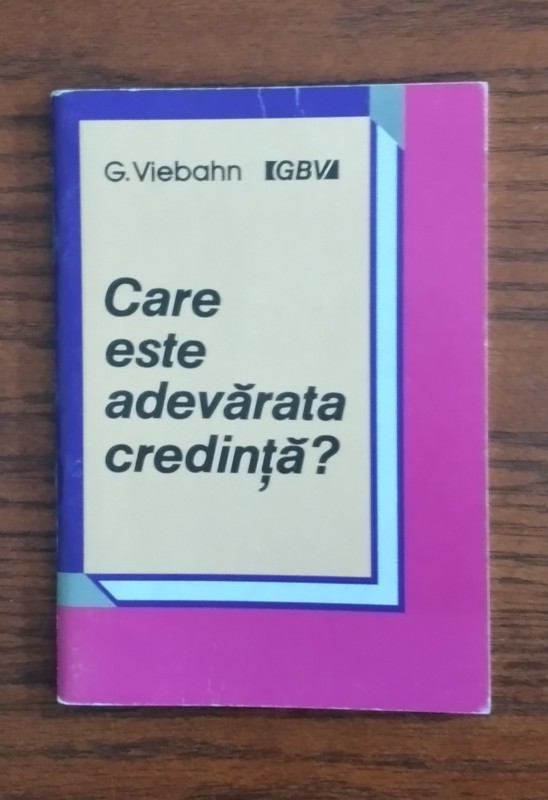 G. Viebahn GBV
Care
este
adevărata
credință?